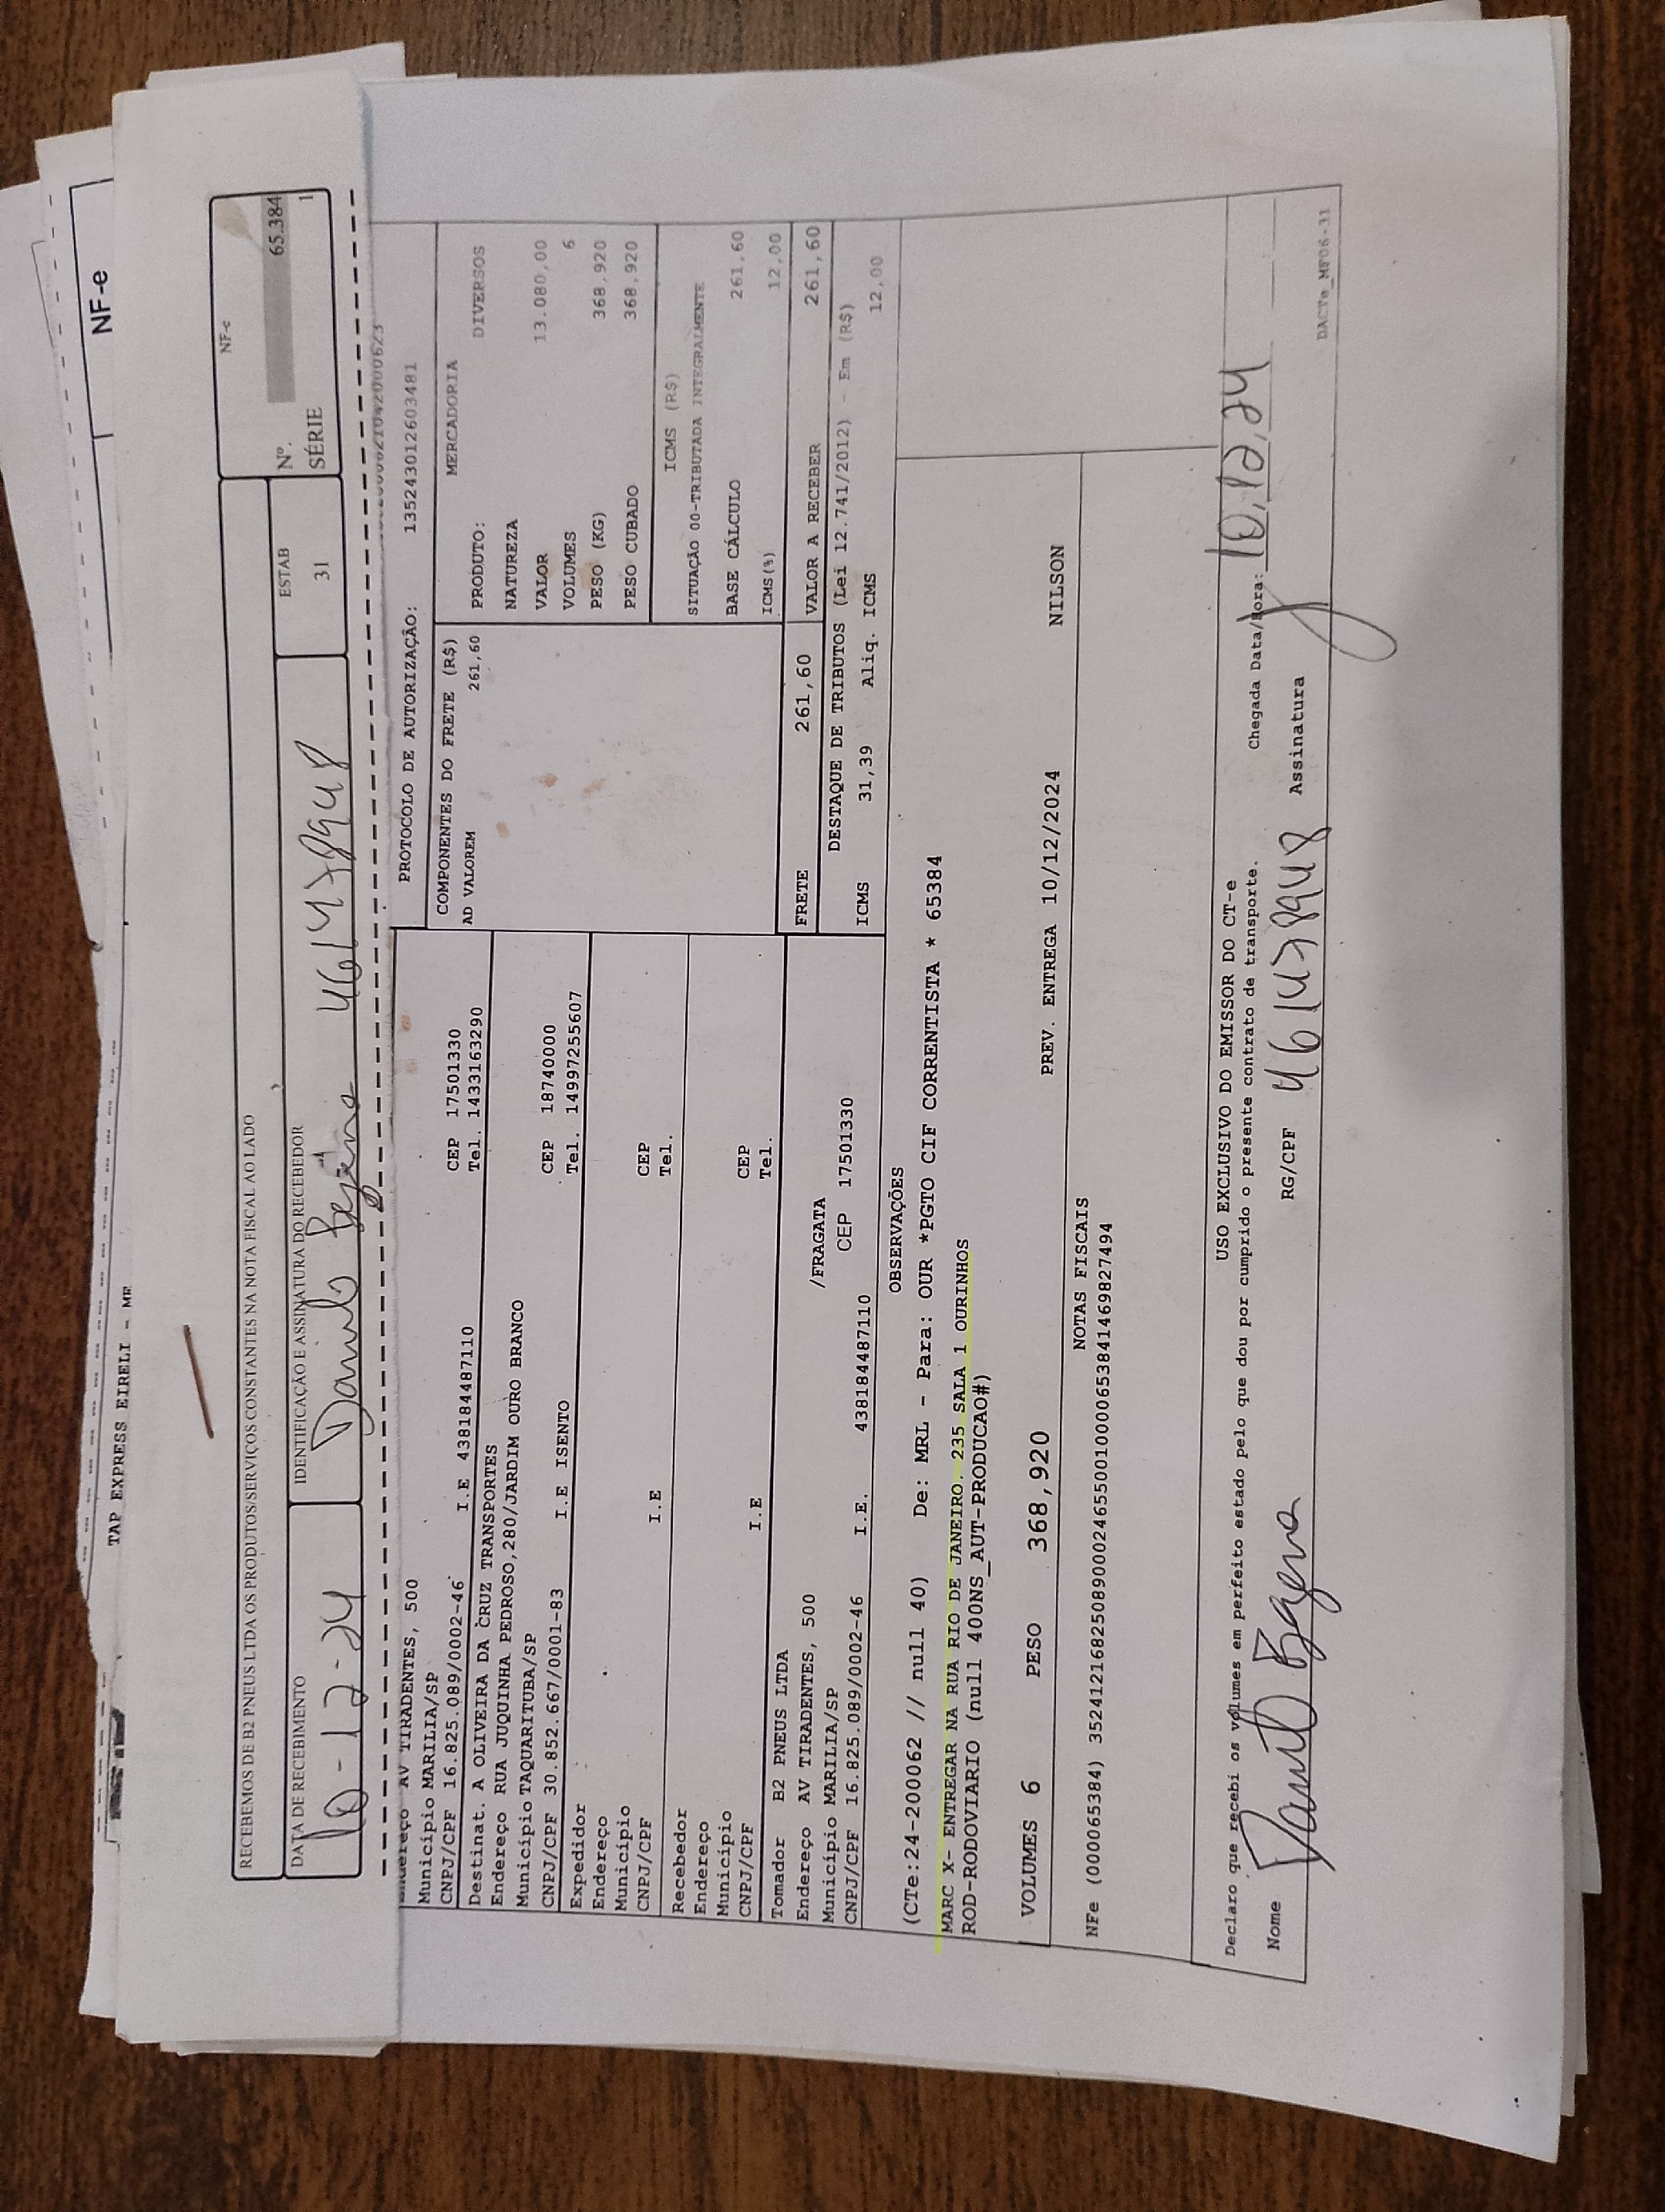 NF-e
TAP EXPRESS EIRELI - ME
RECEBEMOS DE B2 PNEUS LTDA OS PRODUTOS/SERVIÇOS CONSTANTES NA NOTA FISCAL AO LADO
NF-e
Nº. 65.384
SÉRIE 1
DATA DE RECEBIMENTO
10-12-24
IDENTIFICAÇÃO E ASSINATURA DO RECEBEDOR
Danilo 461478948
ESTAB
31
PROTOCOLO DE AUTORIZAÇÃO: 135243012603481
Endereço AV TIRADENTES, 500
Município MARILIA/SP CEP 17501330
CNPJ/CPF 16.825.089/0002-46 I.E 438184487110 Tel. 1433163290
Destinat. A OLIVEIRA DA CRUZ TRANSPORTES
Endereço RUA JUQUINHA PEDROSO,280/JARDIM OURO BRANCO
Município TAQUARITUBA/SP CEP 18740000
CNPJ/CPF 30.852.667/0001-83 I.E ISENTO Tel. 14997255607
Expedidor
Endereço
Município CEP
CNPJ/CPF I.E Tel.
Recebedor
Endereço
Município CEP
CNPJ/CPF I.E Tel.
Tomador B2 PNEUS LTDA
Endereço AV TIRADENTES, 500 /FRAGATA
Município MARILIA/SP CEP 17501330
CNPJ/CPF 16.825.089/0002-46 I.E. 438184487110
COMPONENTES DO FRETE (R$)
AD VALOREM 261,60
MERCADORIA
PRODUTO: DIVERSOS
NATUREZA
VALOR 13.080,00
VOLUMES 6
PESO (KG) 368,920
PESO CUBADO 368,920
ICMS (R$)
SITUAÇÃO 00-TRIBUTADA INTEGRALMENTE
BASE CÁLCULO 261,60
ICMS(%) 12,00
FRETE 261,60 VALOR A RECEBER 261,60
DESTAQUE DE TRIBUTOS (Lei 12.741/2012) - Em (R$)
ICMS 31,39 Aliq. ICMS 12,00
OBSERVAÇÕES
(CTe:24-200062 // null 40) De: MRL - Para: OUR *PGTO CIF CORRENTISTA * 65384
MARC X- ENTREGAR NA RUA RIO DE JANEIRO. 235 SALA 1 OURINHOS
ROD-RODOVIARIO (null 400NS_AUT-PRODUCAO#)
VOLUMES 6 PESO 368,920 PREV. ENTREGA 10/12/2024 NILSON
NOTAS FISCAIS
NFe (000065384) 35241216825089000246550010000653841469827494
USO EXCLUSIVO DO EMISSOR DO CT-e
Declaro que recebi os volumes em perfeito estado pelo que dou por cumprido o presente contrato de transporte.
Chegada Data/Hora: 10,12,24
Nome Danilo RG/CPF 461478948 Assinatura
DACTe_MF06-31